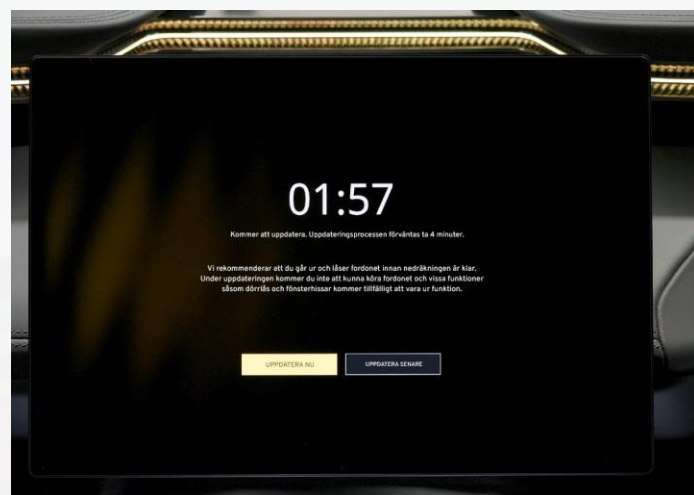 01:57
Kommer att uppdatera. Uppdateringsprocessen förväntas ta 4 minuter.
Vi rekommenderar att du går ur och låser fordonet innan nedräkningen är klar.
Under uppdateringen kommer du inte att kunna köra fordonet och vissa funktioner
såsom dörrlås och fönsterhissar kommer tillfälligt att vara ur funktion.
UPPDATERA NU
UPPDATERA SENARE